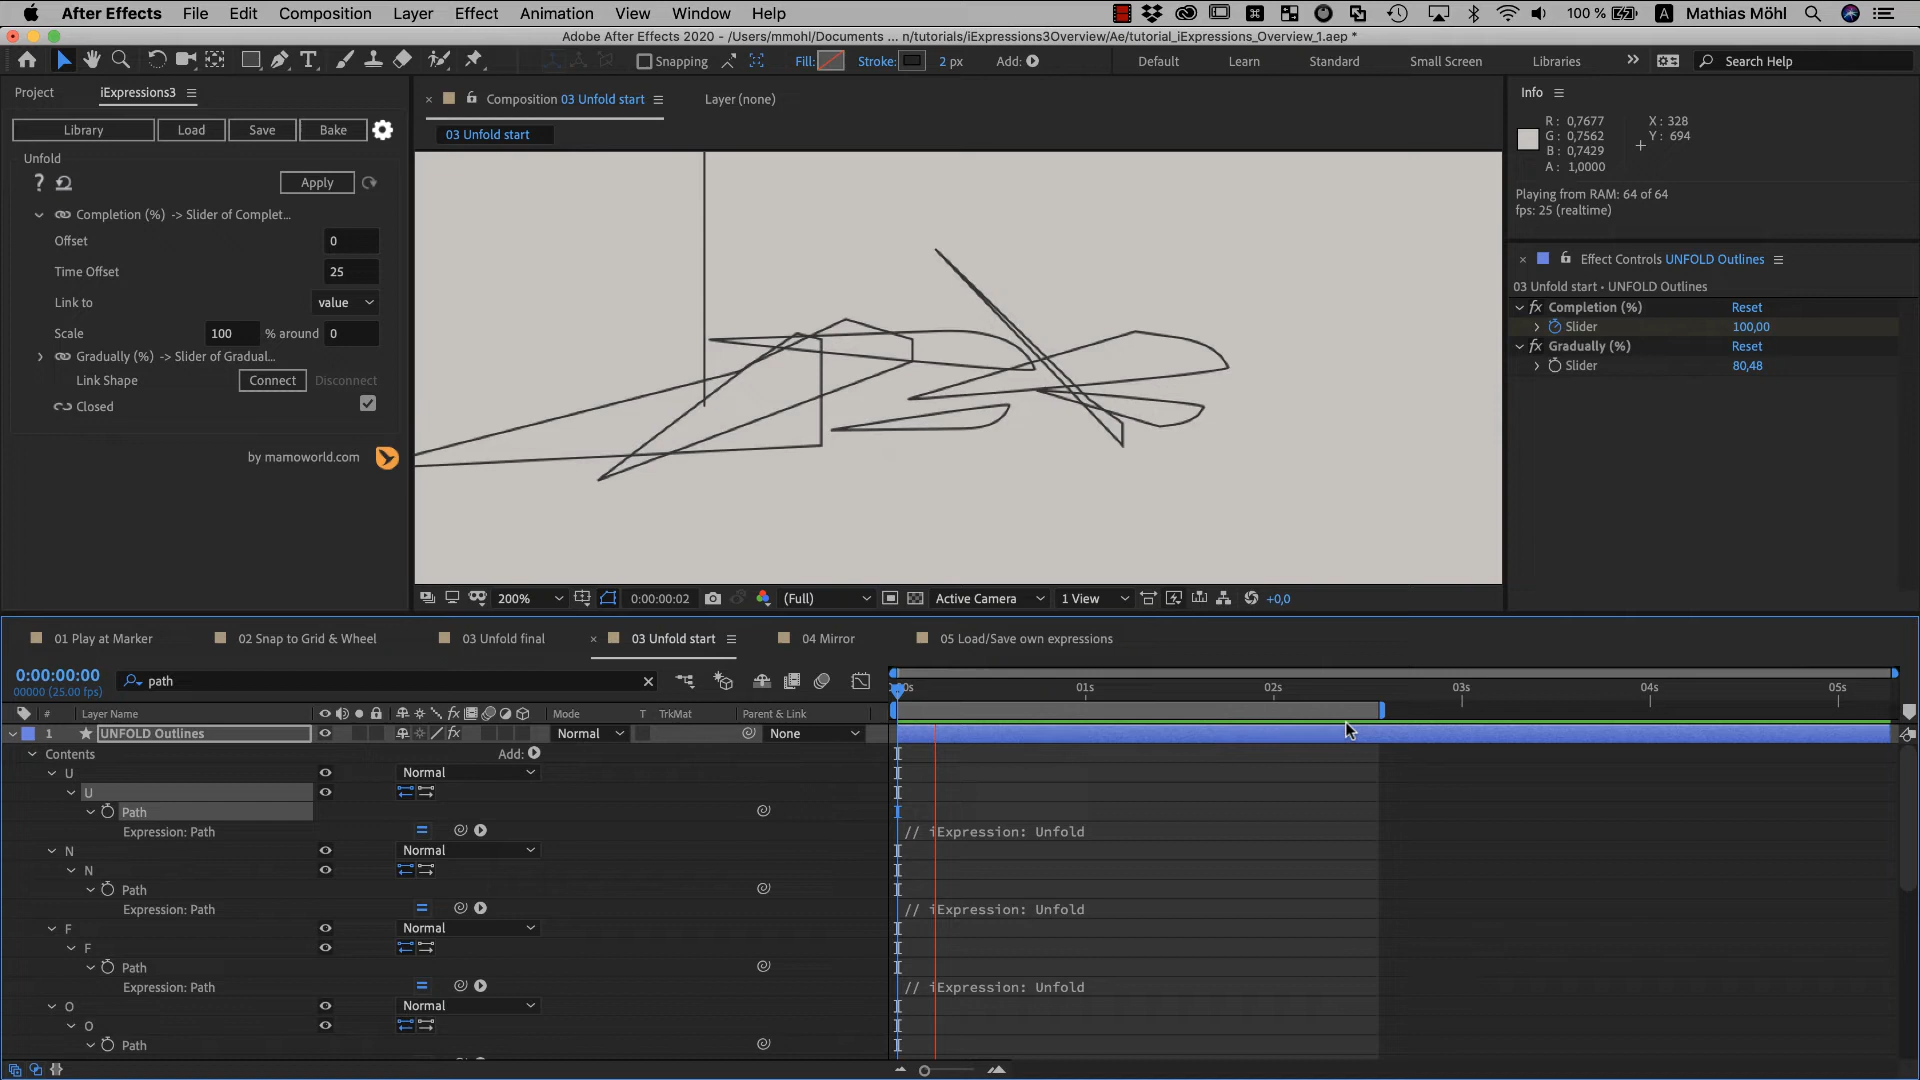 After Effects File Edit Composition Layer Effect Animation View Window Help 100 % A Mathias Möhl
Adobe After Effects 2020 - /Users/mmohl/Documents ... n/tutorials/iExpressions3Overview/Ae/tutorial_iExpressions_Overview_1.aep *
Snapping Fill: Stroke: 2 px Add: Default Learn Standard Small Screen Libraries Search Help
Project iExpressions3
Composition 03 Unfold start Layer (none)
Info
Library Load Save Bake
03 Unfold start
R: 0,7677 X: 328
G: 0,7562 Y: 694
B: 0,7429
A: 1,0000
Unfold
? Apply
Playing from RAM: 64 of 64
fps: 25 (realtime)
Completion (%) -> Slider of Complet...
Offset 0
Time Offset 25
Link to value
Scale 100 % around 0
Gradually (%) -> Slider of Gradual...
Link Shape Connect Disconnect
Closed
by mamoworld.com
Effect Controls UNFOLD Outlines
03 Unfold start • UNFOLD Outlines
fx Completion (%) Reset
Slider 100,00
fx Gradually (%) Reset
Slider 80,48
200% 0:00:00:02 (Full) Active Camera 1 View +0,0
01 Play at Marker 02 Snap to Grid & Wheel 03 Unfold final 03 Unfold start 04 Mirror 05 Load/Save own expressions
0:00:00:00
00000 (25.00 fps)
path
01s 02s 03s 04s 05s
# Layer Name fx Mode T TrkMat Parent & Link
1 UNFOLD Outlines fx Normal None
Contents Add:
U Normal
U
Path
Expression: Path // iExpression: Unfold
N Normal
N
Path
Expression: Path // iExpression: Unfold
F Normal
F
Path
Expression: Path // iExpression: Unfold
O Normal
O
Path